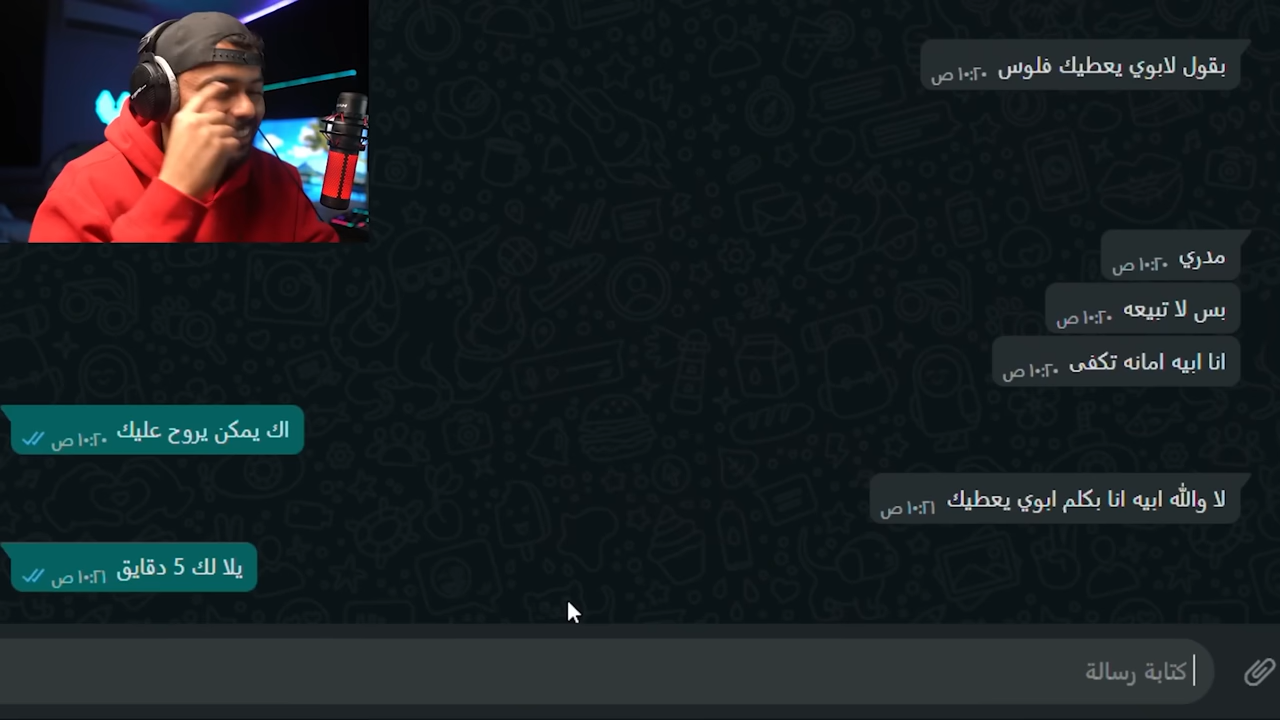 بقول لابوي يعطيك فلوس ١٠:٢٠ ص
مدري ١٠:٢٠ ص
بس لا تبيعه ١٠:٢٠ ص
انا ابيه امانه تكفى ١٠:٢٠ ص
اك يمكن يروح عليك ١٠:٢٠ ص
لا والله ابيه انا بكلم ابوي يعطيك ١٠:٢١ ص
يلا لك 5 دقايق ١٠:٢١ ص
كتابة رسالة